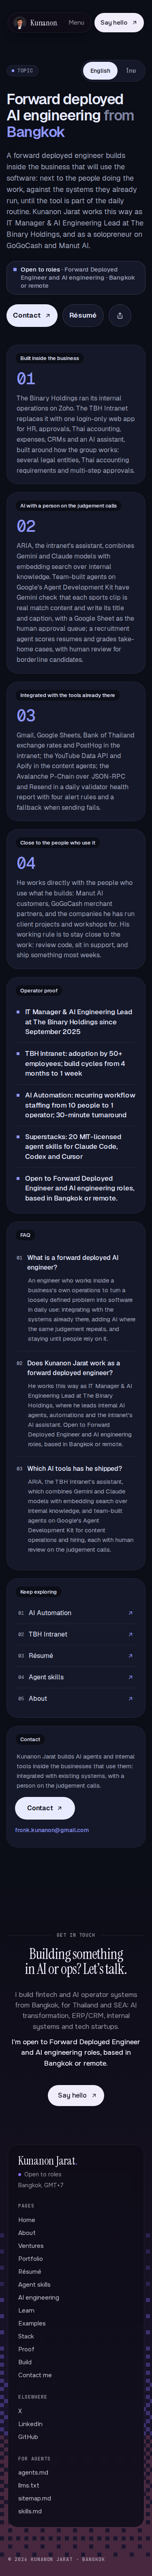 Kunanon
Menu
Say hello ↗
TOPIC
English
ไทย
Forward deployed
AI engineering from
Bangkok
A forward deployed engineer builds
inside the business that will use the
software: next to the people doing the
work, against the systems they already
run, until the tool is part of the daily
routine. Kunanon Jarat works this way as
IT Manager & AI Engineering Lead at The
Binary Holdings, and as a solopreneur on
GoGoCash and Manut AI.
Open to roles · Forward Deployed
Engineer and AI engineering · Bangkok
or remote
Contact ↗
Résumé
Built inside the business
01
The Binary Holdings ran its internal
operations on Zoho. The TBH Intranet
replaces it with one login-only web app
for HR, approvals, Thai accounting,
expenses, CRMs and an AI assistant,
built around how the group works:
several legal entities, Thai accounting
requirements and multi-step approvals.
AI with a person on the judgement calls
02
ARIA, the intranet's assistant, combines
Gemini and Claude models with
embedding search over internal
knowledge. Team-built agents on
Google's Agent Development Kit have
Gemini check that each sports clip is
real match content and write its title
and caption, with a Google Sheet as the
human approval queue; a recruitment
agent scores resumes and grades take-
home cases, with human review for
borderline candidates.
Integrated with the tools already there
03
Gmail, Google Sheets, Bank of Thailand
exchange rates and PostHog in the
intranet; the YouTube Data API and
Apify in the content agents; the
Avalanche P-Chain over JSON-RPC
and Resend in a daily validator health
report with four alert rules and a
fallback when sending fails.
Close to the people who use it
04
He works directly with the people who
use what he builds: Manut AI
customers, GoGoCash merchant
partners, and the companies he has run
client projects and workshops for. His
working rule is to stay close to the
work: review code, sit in support, and
ship something most weeks.
Operator proof
IT Manager & AI Engineering Lead
at The Binary Holdings since
September 2025
TBH Intranet: adoption by 50+
employees; build cycles from 4
months to 1 week
AI Automation: recurring workflow
staffing from 10 people to 1
operator; 30-minute turnaround
Superstacks: 20 MIT-licensed
agent skills for Claude Code,
Codex and Cursor
Open to Forward Deployed
Engineer and AI engineering roles,
based in Bangkok or remote.
FAQ
01 What is a forward deployed AI
engineer?
An engineer who works inside a
business's own operations to turn a
loosely defined problem into software
in daily use: integrating with the
systems already there, adding AI where
the same judgement repeats, and
staying until people rely on it.
02 Does Kunanon Jarat work as a
forward deployed engineer?
He works this way as IT Manager & AI
Engineering Lead at The Binary
Holdings, where he leads internal AI
agents, automations and the intranet's
AI assistant. Open to Forward
Deployed Engineer and AI engineering
roles, based in Bangkok or remote.
03 Which AI tools has he shipped?
ARIA, the TBH Intranet's assistant,
which combines Gemini and Claude
models with embedding search over
internal knowledge, and team-built
agents on Google's Agent
Development Kit for content
operations and hiring, each with human
review on the judgement calls.
Keep exploring
01 AI Automation ↗
02 TBH Intranet ↗
03 Résumé ↗
04 Agent skills ↗
05 About ↗
Contact
Kunanon Jarat builds AI agents and internal
tools inside the businesses that use them:
integrated with existing systems, with a
person on the judgement calls.
Contact ↗
fronk.kunanon@gmail.com
GET IN TOUCH
Building something
in AI or ops? Let's talk.
I build fintech and AI operator systems
from Bangkok, for Thailand and SEA: AI
transformation, ERP/CRM, internal
systems and tech startups.
I'm open to Forward Deployed Engineer
and AI engineering roles, based in
Bangkok or remote.
Say hello ↗
Kunanon Jarat.
Open to roles
Bangkok, GMT+7
PAGES
Home
About
Ventures
Portfolio
Résumé
Agent skills
AI engineering
Learn
Examples
Stack
Proof
Build
Contact me
ELSEWHERE
X
LinkedIn
GitHub
FOR AGENTS
agents.md
llms.txt
sitemap.md
skills.md
© 2026 KUNANON JARAT · BANGKOK